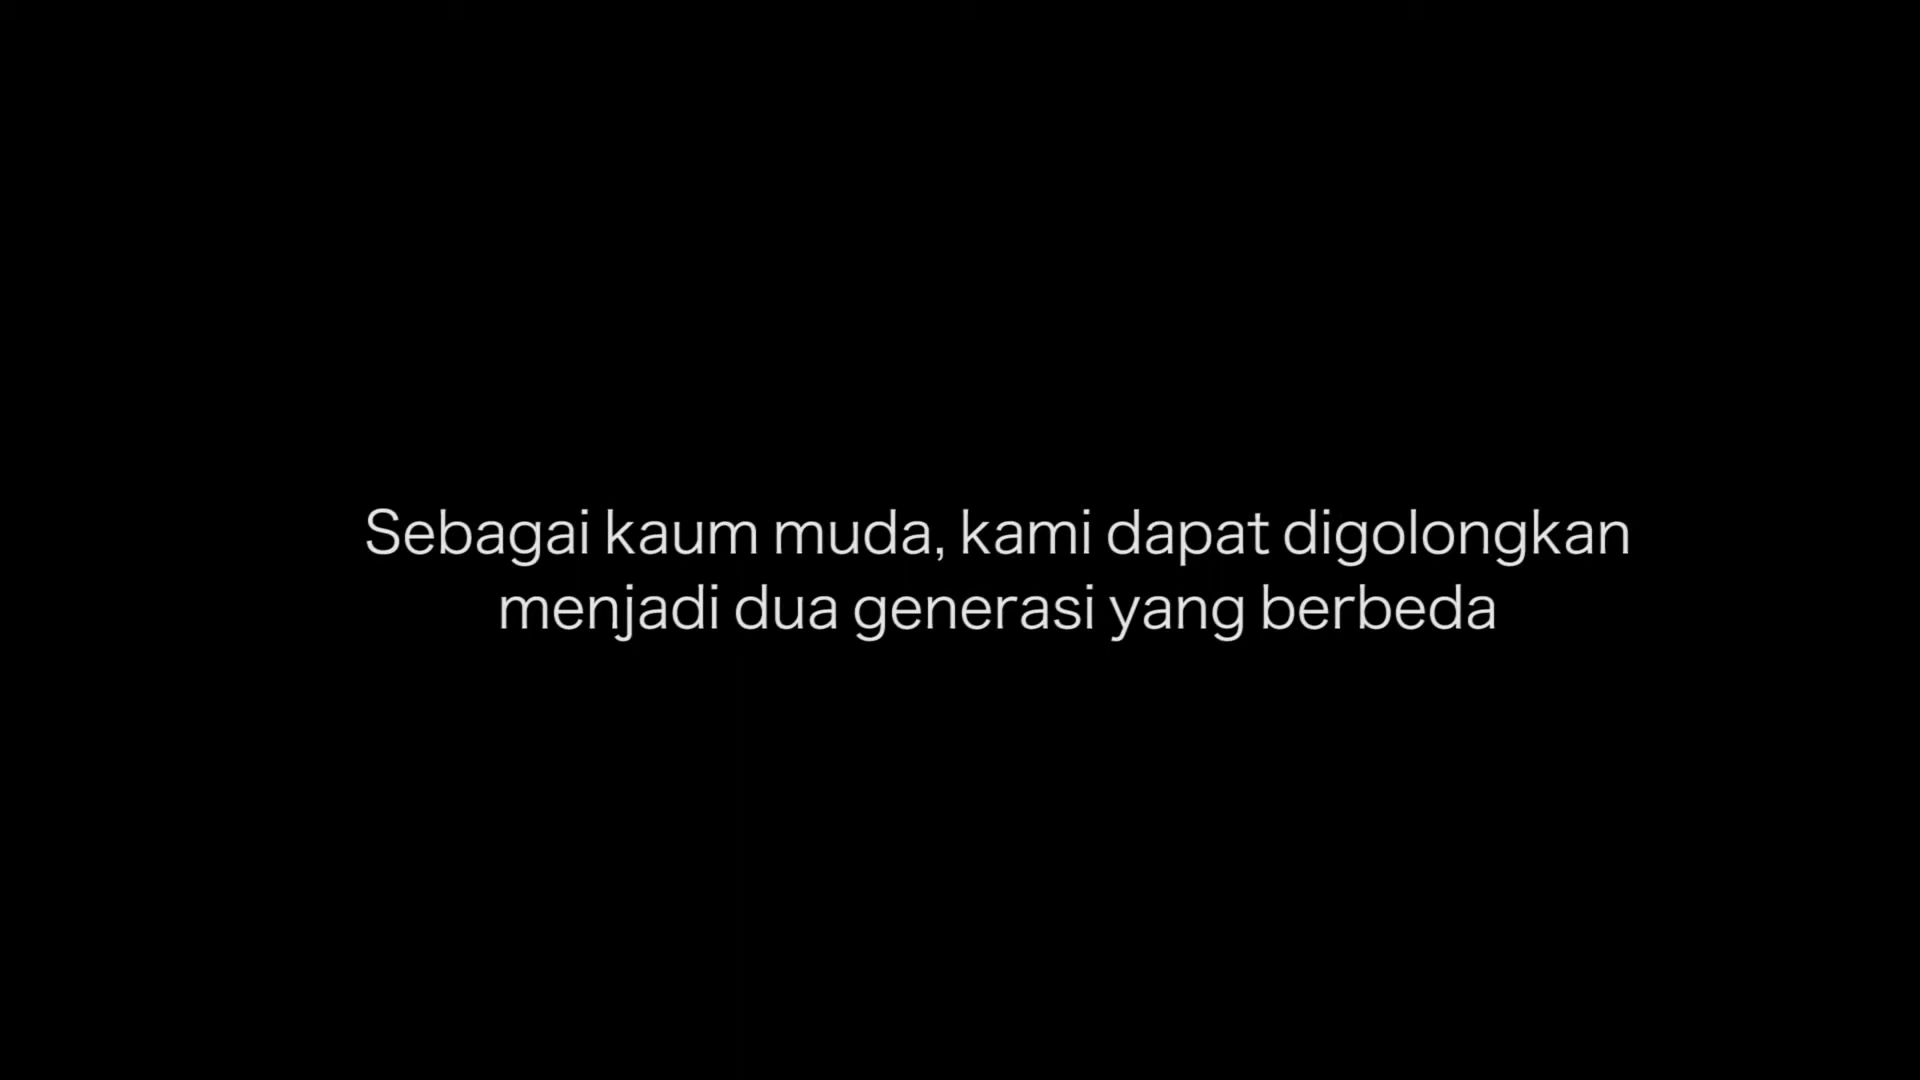 Sebagai kaum muda, kami dapat digolongkan
menjadi dua generasi yang berbeda